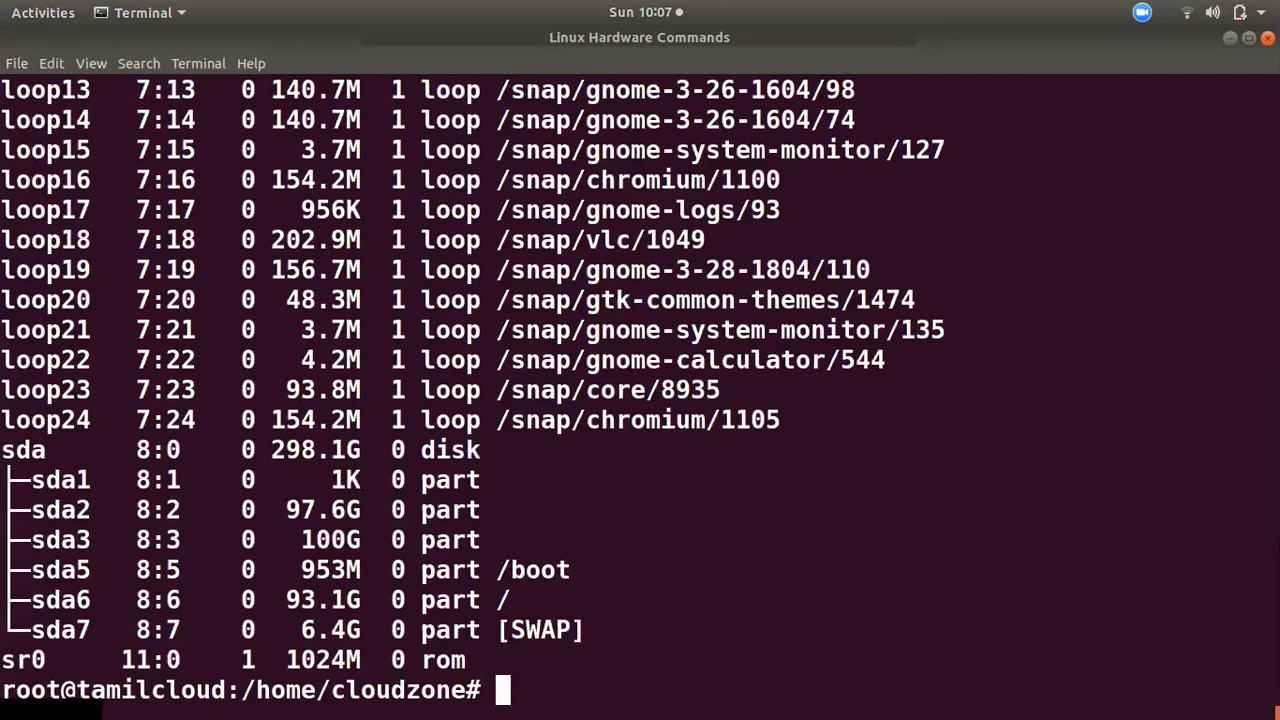 Activities Terminal Sun 10:07
Linux Hardware Commands
File Edit View Search Terminal Help
loop13 7:13 0 140.7M 1 loop /snap/gnome-3-26-1604/98
loop14 7:14 0 140.7M 1 loop /snap/gnome-3-26-1604/74
loop15 7:15 0 3.7M 1 loop /snap/gnome-system-monitor/127
loop16 7:16 0 154.2M 1 loop /snap/chromium/1100
loop17 7:17 0 956K 1 loop /snap/gnome-logs/93
loop18 7:18 0 202.9M 1 loop /snap/vlc/1049
loop19 7:19 0 156.7M 1 loop /snap/gnome-3-28-1804/110
loop20 7:20 0 48.3M 1 loop /snap/gtk-common-themes/1474
loop21 7:21 0 3.7M 1 loop /snap/gnome-system-monitor/135
loop22 7:22 0 4.2M 1 loop /snap/gnome-calculator/544
loop23 7:23 0 93.8M 1 loop /snap/core/8935
loop24 7:24 0 154.2M 1 loop /snap/chromium/1105
sda 8:0 0 298.1G 0 disk
├─sda1 8:1 0 1K 0 part
├─sda2 8:2 0 97.6G 0 part
├─sda3 8:3 0 100G 0 part
├─sda5 8:5 0 953M 0 part /boot
├─sda6 8:6 0 93.1G 0 part /
└─sda7 8:7 0 6.4G 0 part [SWAP]
sr0 11:0 1 1024M 0 rom
root@tamilcloud:/home/cloudzone#